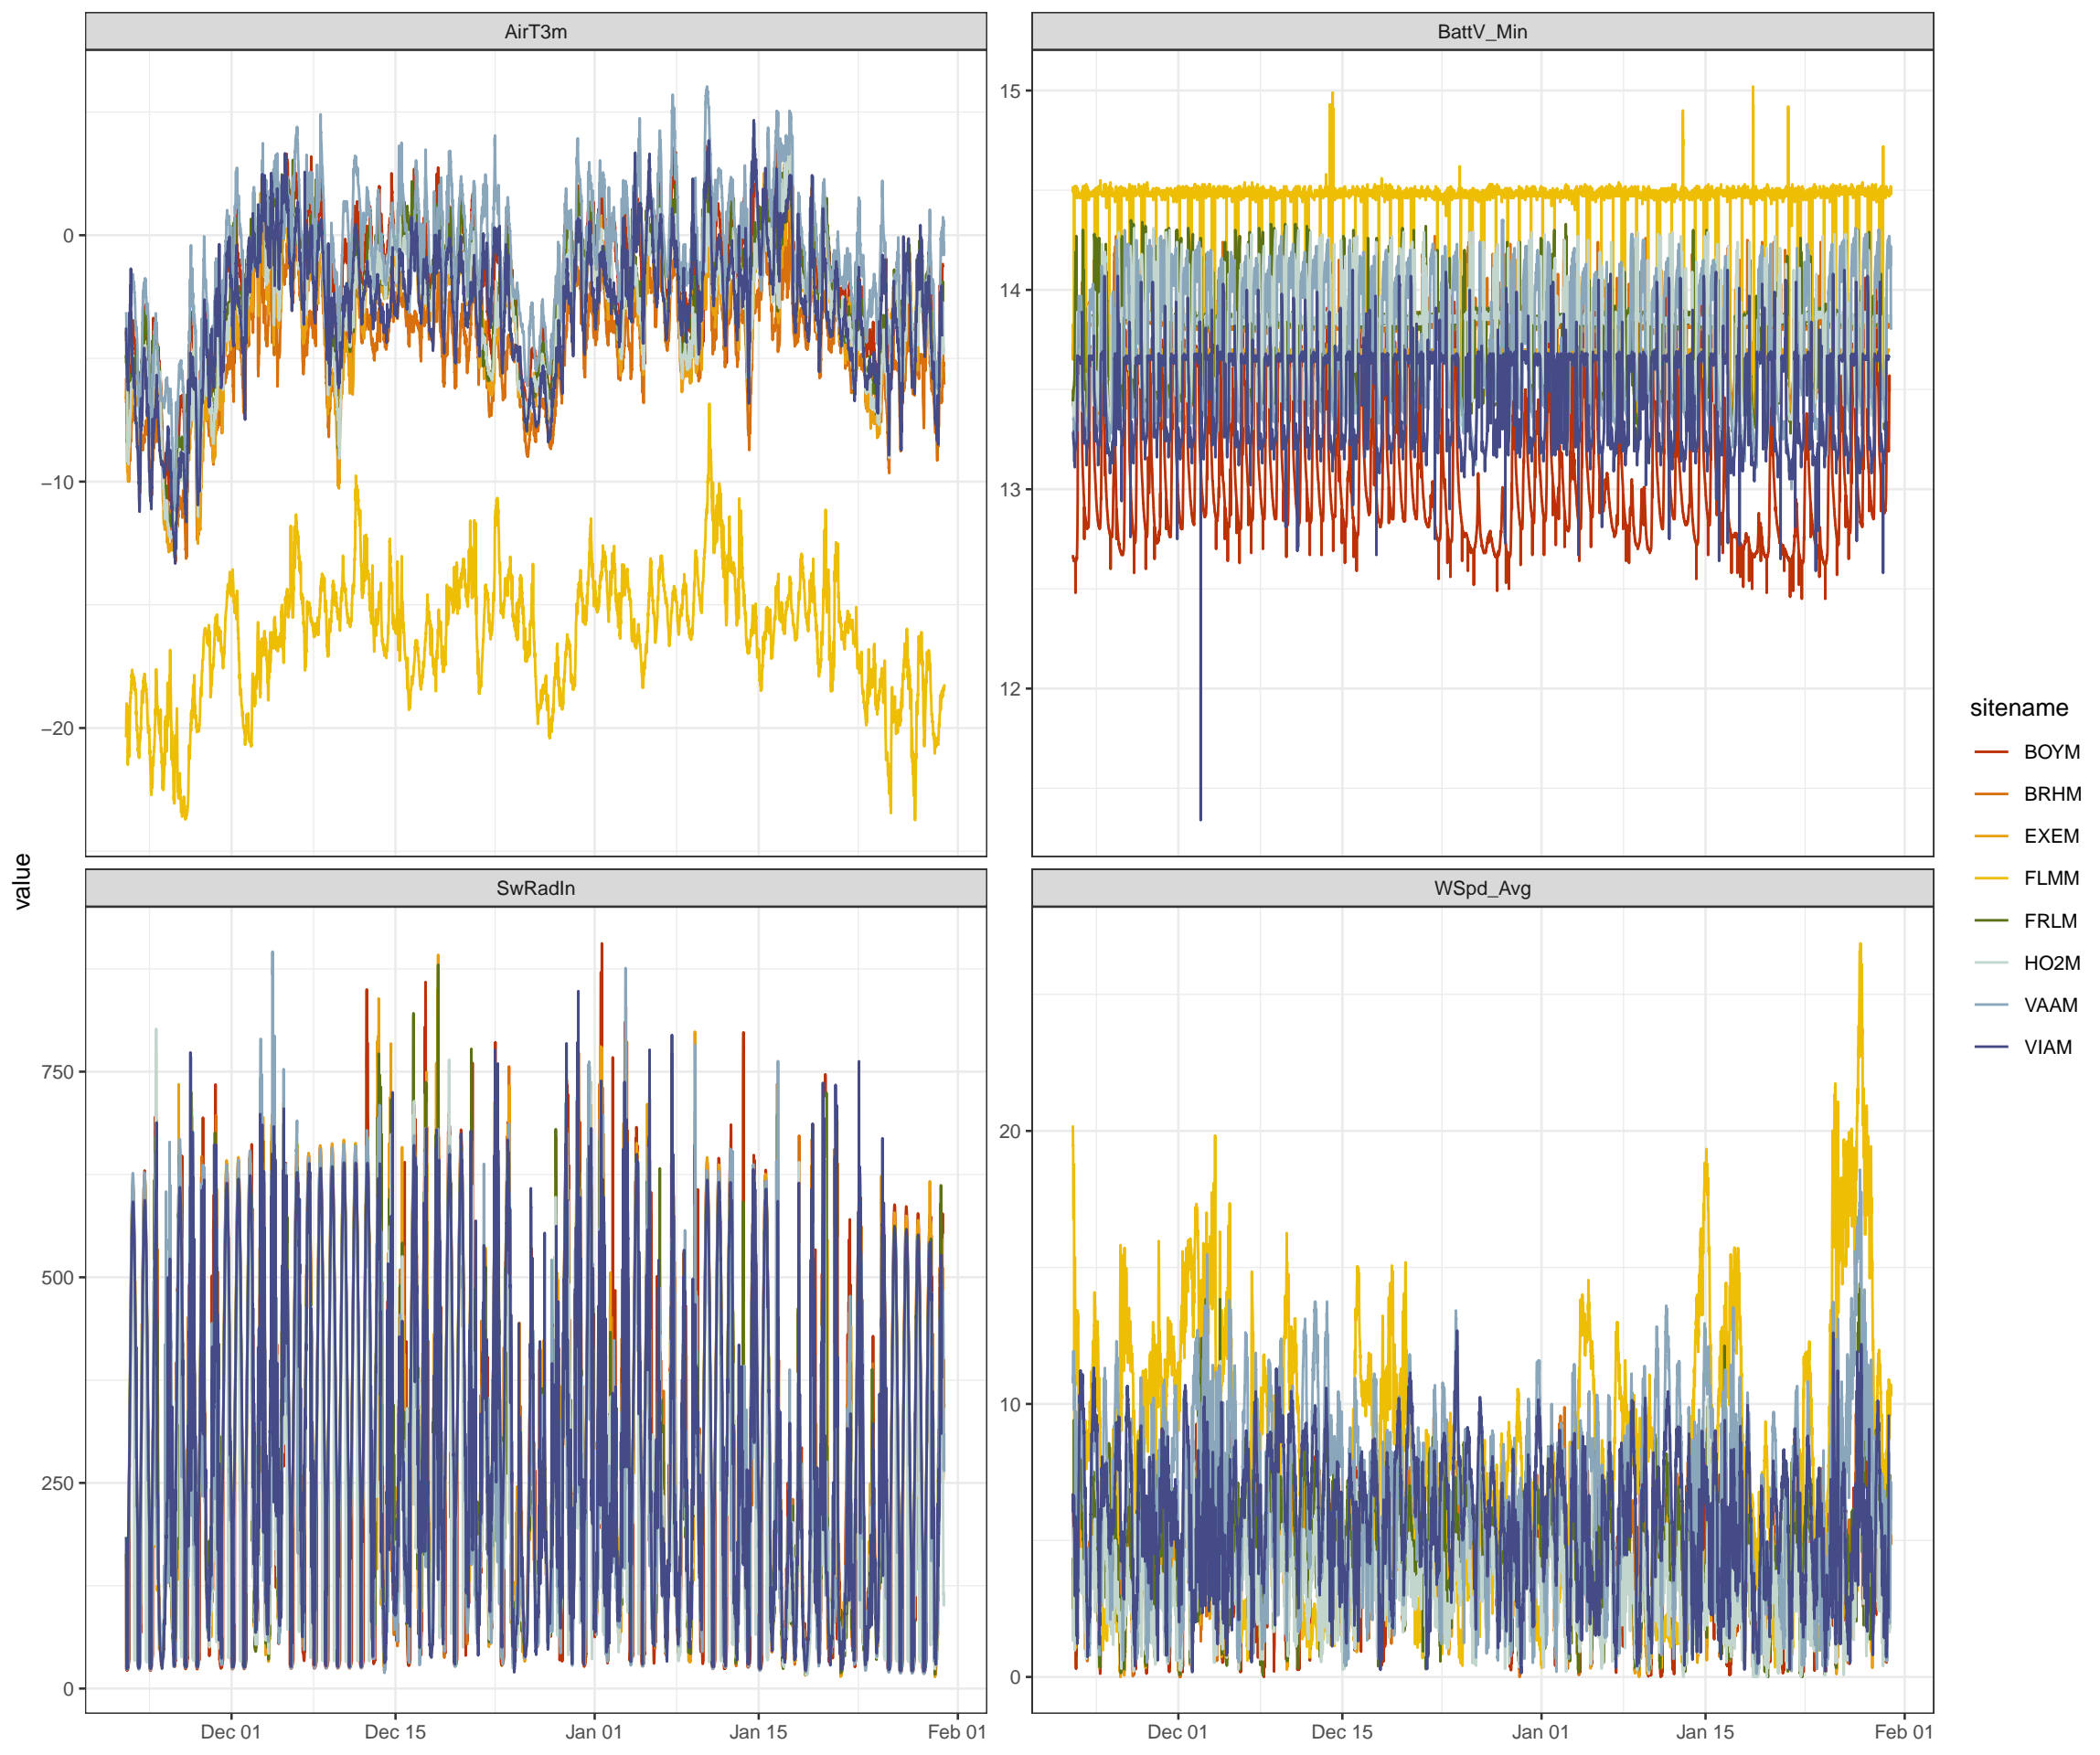 AirT3m
BattV_Min
0
−10
−20
15
14
13
12
value
SwRadIn
WSpd_Avg
750
500
250
0
20
10
0
Dec 01
Dec 15
Jan 01
Jan 15
Feb 01
Dec 01
Dec 15
Jan 01
Jan 15
Feb 01
sitename
BOYM
BRHM
EXEM
FLMM
FRLM
HO2M
VAAM
VIAM